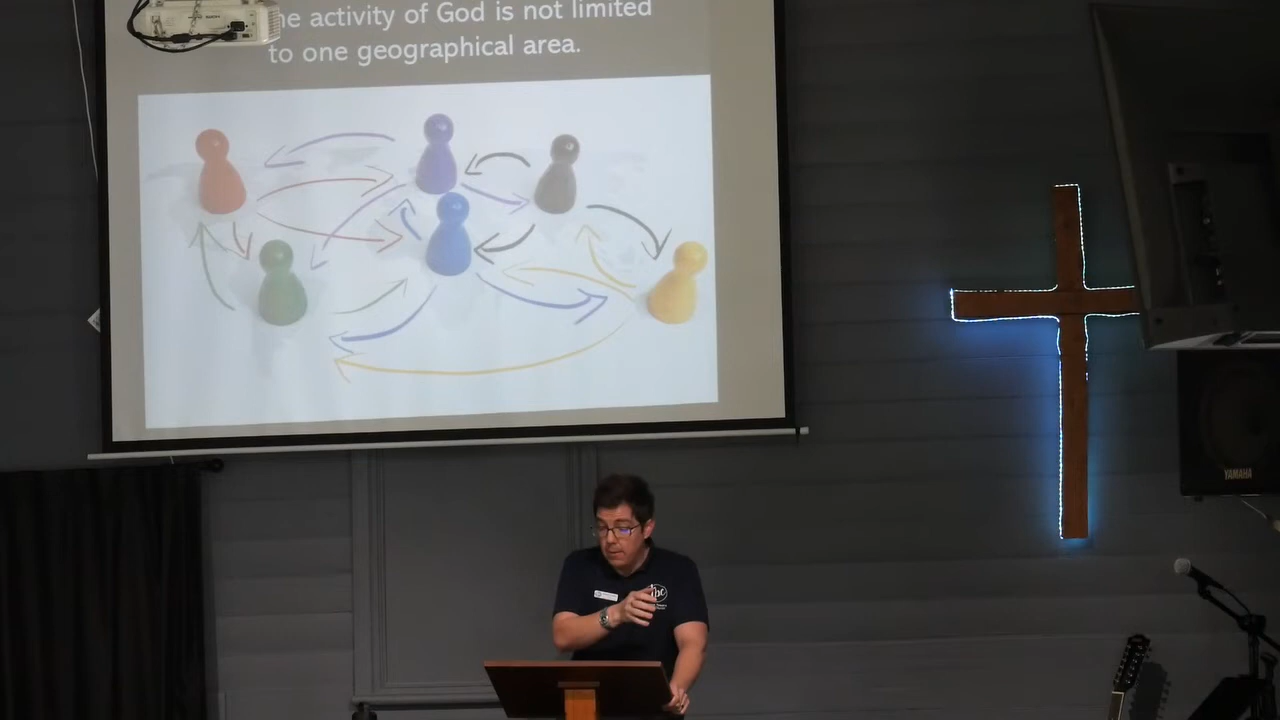 he activity of God is not limited
to one geographical area.
YAMAHA